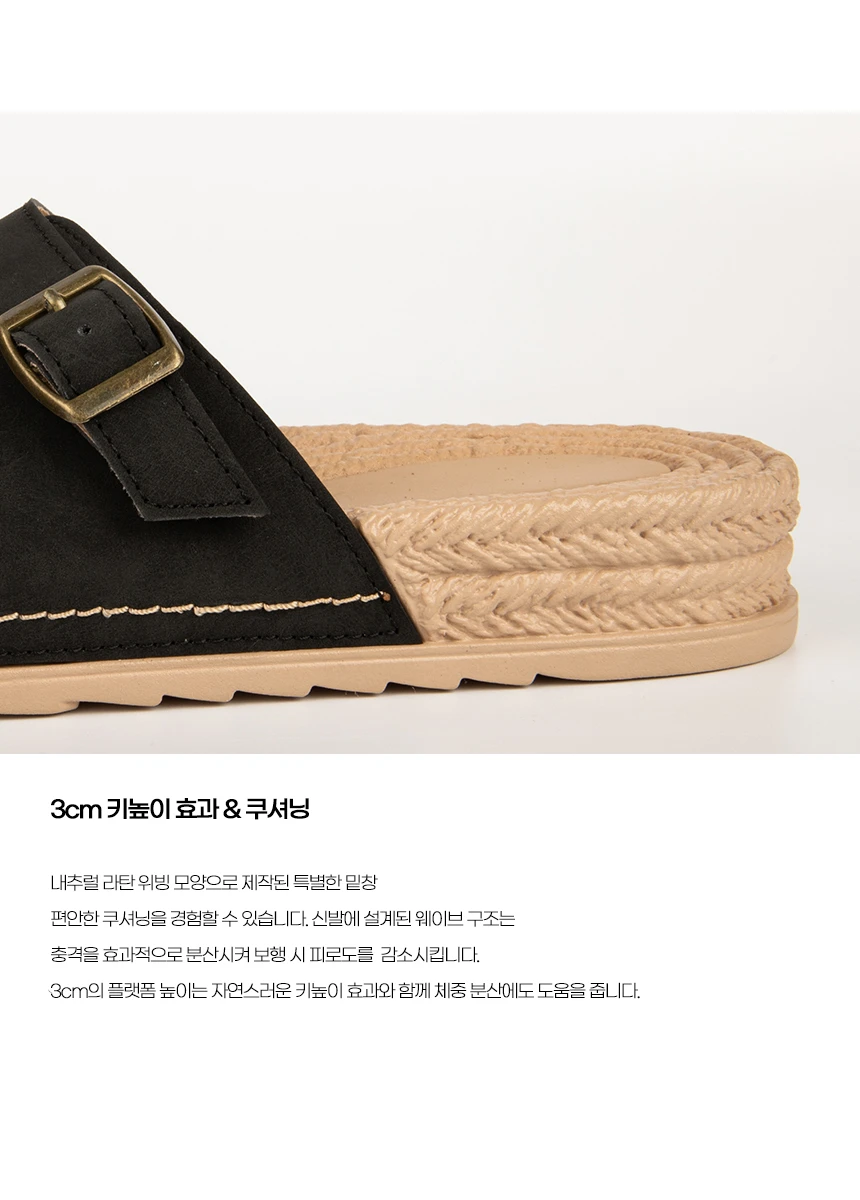 3cm 키높이 효과 & 쿠셔닝
내추럴 라탄 위빙 모양으로 제작된 특별한 밑창
편안한 쿠셔닝을 경험할 수 있습니다. 신발에 설계된 웨이브 구조는
충격을 효과적으로 분산시켜 보행 시 피로도를 감소시킵니다.
3cm의 플랫폼 높이는 자연스러운 키높이 효과와 함께 체중 분산에도 도움을 줍니다.